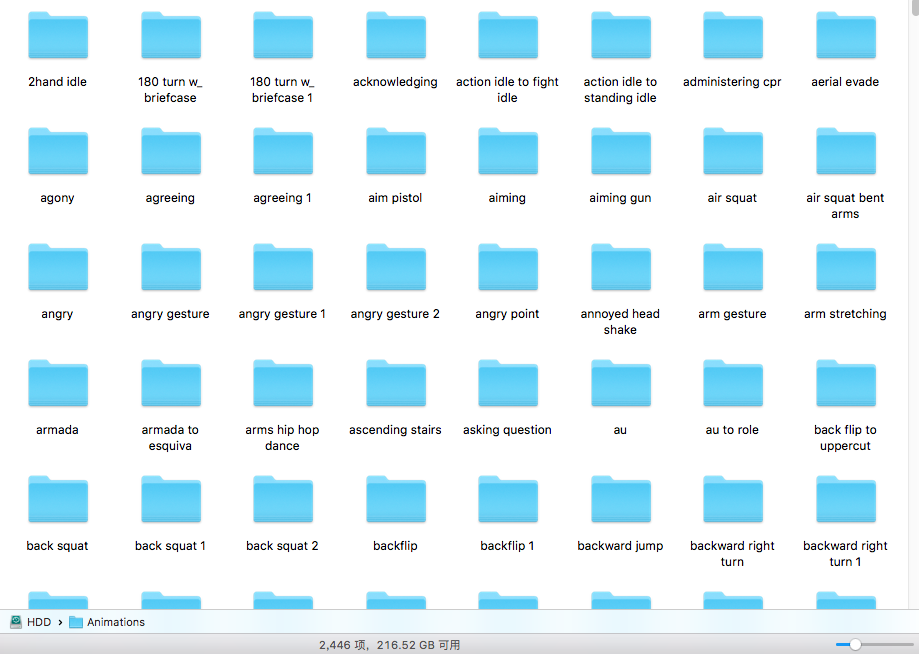 2hand idle
180 turn w_
briefcase
180 turn w_
briefcase 1
acknowledging
action idle to fight
idle
action idle to
standing idle
administering cpr
aerial evade
agony
agreeing
agreeing 1
aim pistol
aiming
aiming gun
air squat
air squat bent
arms
angry
angry gesture
angry gesture 1
angry gesture 2
angry point
annoyed head
shake
arm gesture
arm stretching
armada
armada to
esquiva
arms hip hop
dance
ascending stairs
asking question
au
au to role
back flip to
uppercut
back squat
back squat 1
back squat 2
backflip
backflip 1
backward jump
backward right
turn
backward right
turn 1
HDD › Animations
2,446 项，216.52 GB 可用